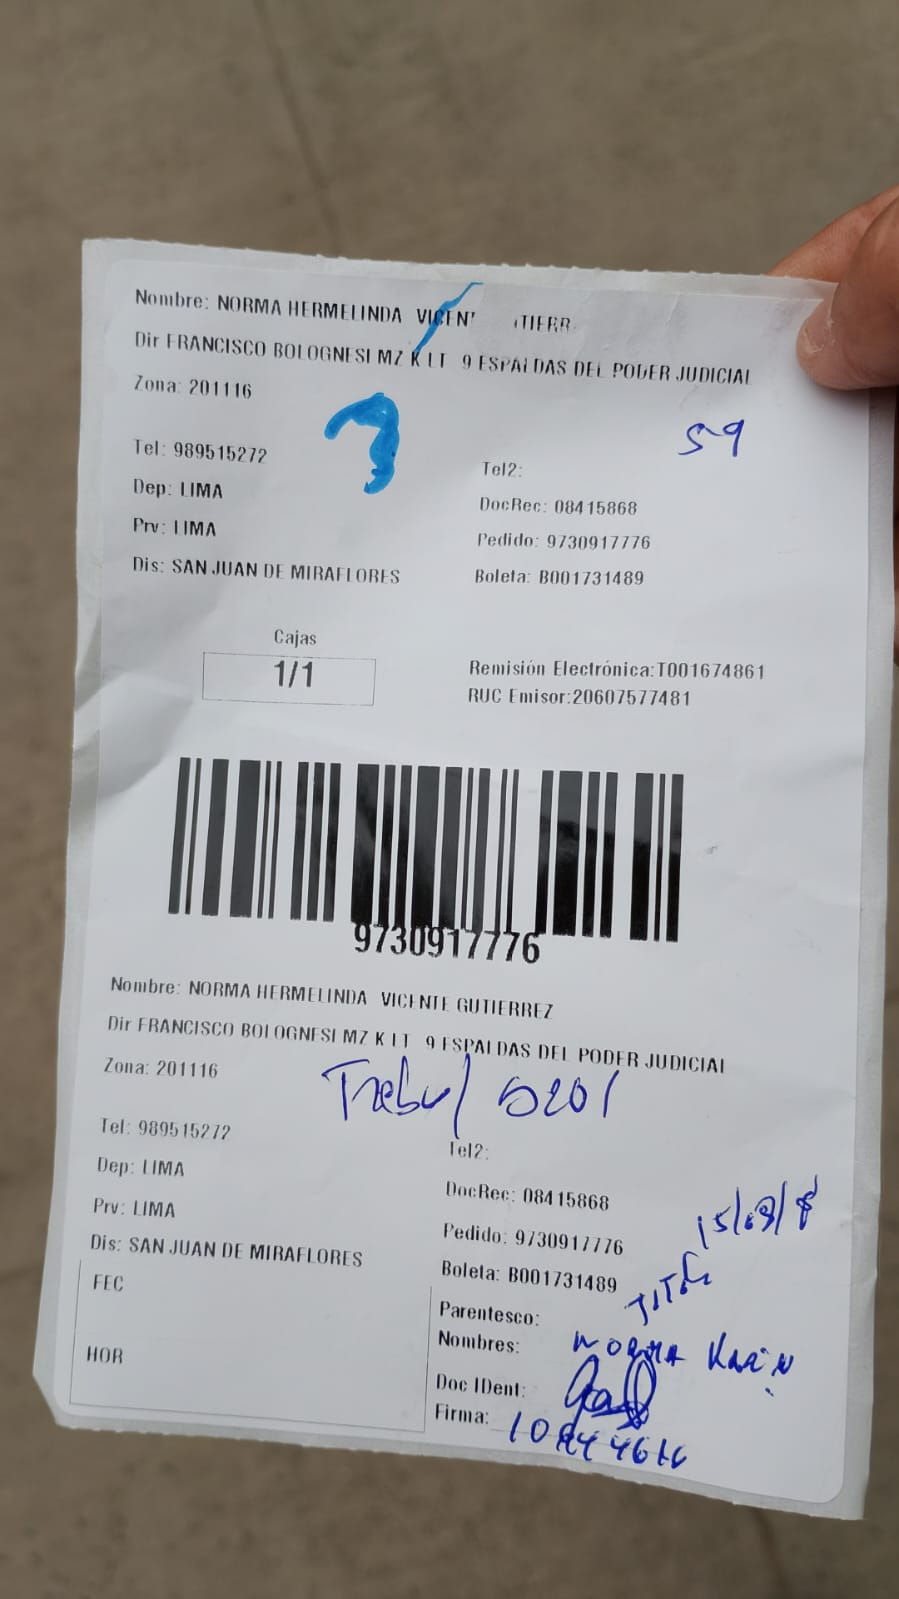 Nombre: NORMA HERMELINDA VICENT
Dir FRANCISCO BOLOGNESI MZ K LT 9 ESPALDAS DEL PODER JUDICIAL
Zona: 201116
59
Tel: 989515272
Tel2:
Dep: LIMA
DocRec: 08415868
Prv: LIMA
Pedido: 9730917776
Dis: SAN JUAN DE MIRAFLORES
Boleta: B001731489
Cajas
1/1
Remisión Electrónica:T001674861
RUC Emisor:20607577481
9730917776
Nombre: NORMA HERMELINDA VICENTE GUTIERREZ
Dir FRANCISCO BOLOGNESI MZ K LT 9 ESPALDAS DEL PODER JUDICIAL
Zona: 201116
Tel: 989515272
Tel2:
Dep: LIMA
DocRec: 08415868
Prv: LIMA
Pedido: 9730917776
Dis: SAN JUAN DE MIRAFLORES
Boleta: B001731489
FEC
Parentesco:
Nombres: NORMA
HOR
Doc IDent:
Firma: